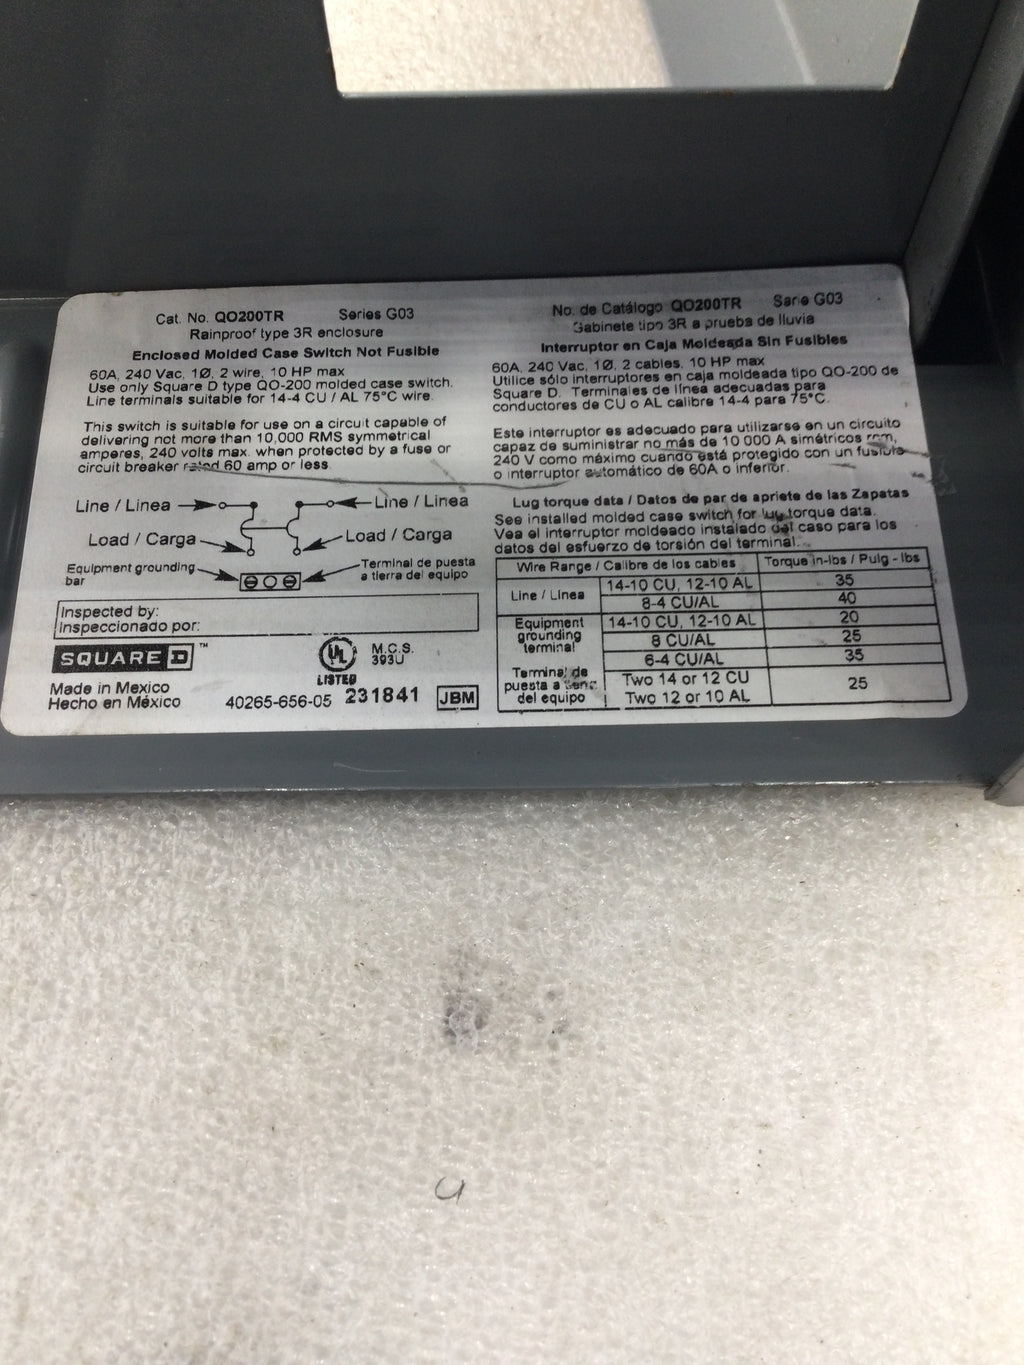 Cat. No. QO200TR Series G03
Rainproof type 3R enclosure
Enclosed Molded Case Switch Not Fusible
60A, 240 Vac, 1Ø, 2 wire, 10 HP max
Use only Square D type QO-200 molded case switch.
Line terminals suitable for 14-4 CU / AL 75°C wire.
This switch is suitable for use on a circuit capable of
delivering not more than 10,000 RMS symmetrical
amperes, 240 volts max. when protected by a fuse or
circuit breaker rated 60 amp or less.
Line / Linea
Line / Linea
Load / Carga
Load / Carga
Equipment grounding
bar
Terminal de puesta
a tierra del equipo
Inspected by:
Inspeccionado por:
SQUARE D ™
UL
LISTED
M.C.S.
393U
Made in Mexico
Hecho en México
40265-656-05 231841 JBM
No. de Catálogo QO200TR Serie G03
Gabinete tipo 3R a prueba de lluvia
Interruptor en Caja Moldeada Sin Fusibles
60A, 240 Vac, 1Ø, 2 cables, 10 HP max
Utilice sólo interruptores en caja moldeada tipo QO-200 de
Square D. Terminales de línea adecuadas para
conductores de CU o AL calibre 14-4 para 75°C.
Este interruptor es adecuado para utilizarse en un circuito
capaz de suministrar no más de 10 000 A simétricos rcm,
240 V como máximo cuando está protegido con un fusible
o interruptor automático de 60A o inferior.
Lug torque data / Datos de par de apriete de las Zapatas
See installed molded case switch for lug torque data.
Vea el interruptor moldeado instalado del caso para los
datos del esfuerzo de torsión del terminal.
Wire Range / Calibre de los cables Torque in-lbs / Pulg - lbs
Line / Linea 14-10 CU, 12-10 AL 35
8-4 CU/AL 40
Equipment
grounding
terminal
Terminal de
puesta a
del equipo
14-10 CU, 12-10 AL 20
8 CU/AL 25
6-4 CU/AL 35
Two 14 or 12 CU
Two 12 or 10 AL
25